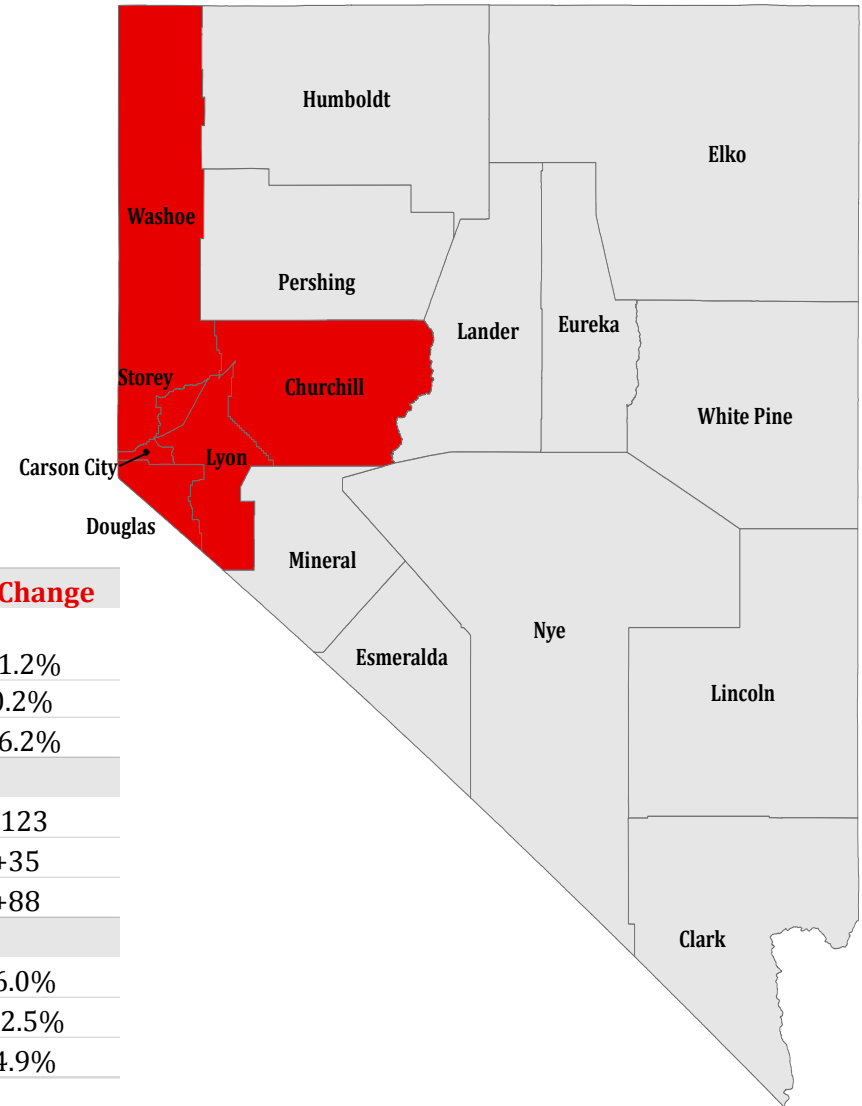 Humboldt
Elko
Washoe
Pershing
Lander
Eureka
Storey
Churchill
White Pine
Lyon
Carson City
Douglas
Mineral
Nye
Esmeralda
Lincoln
Clark
Change
1.2%
0.2%
6.2%
123
+35
+88
6.0%
2.5%
4.9%